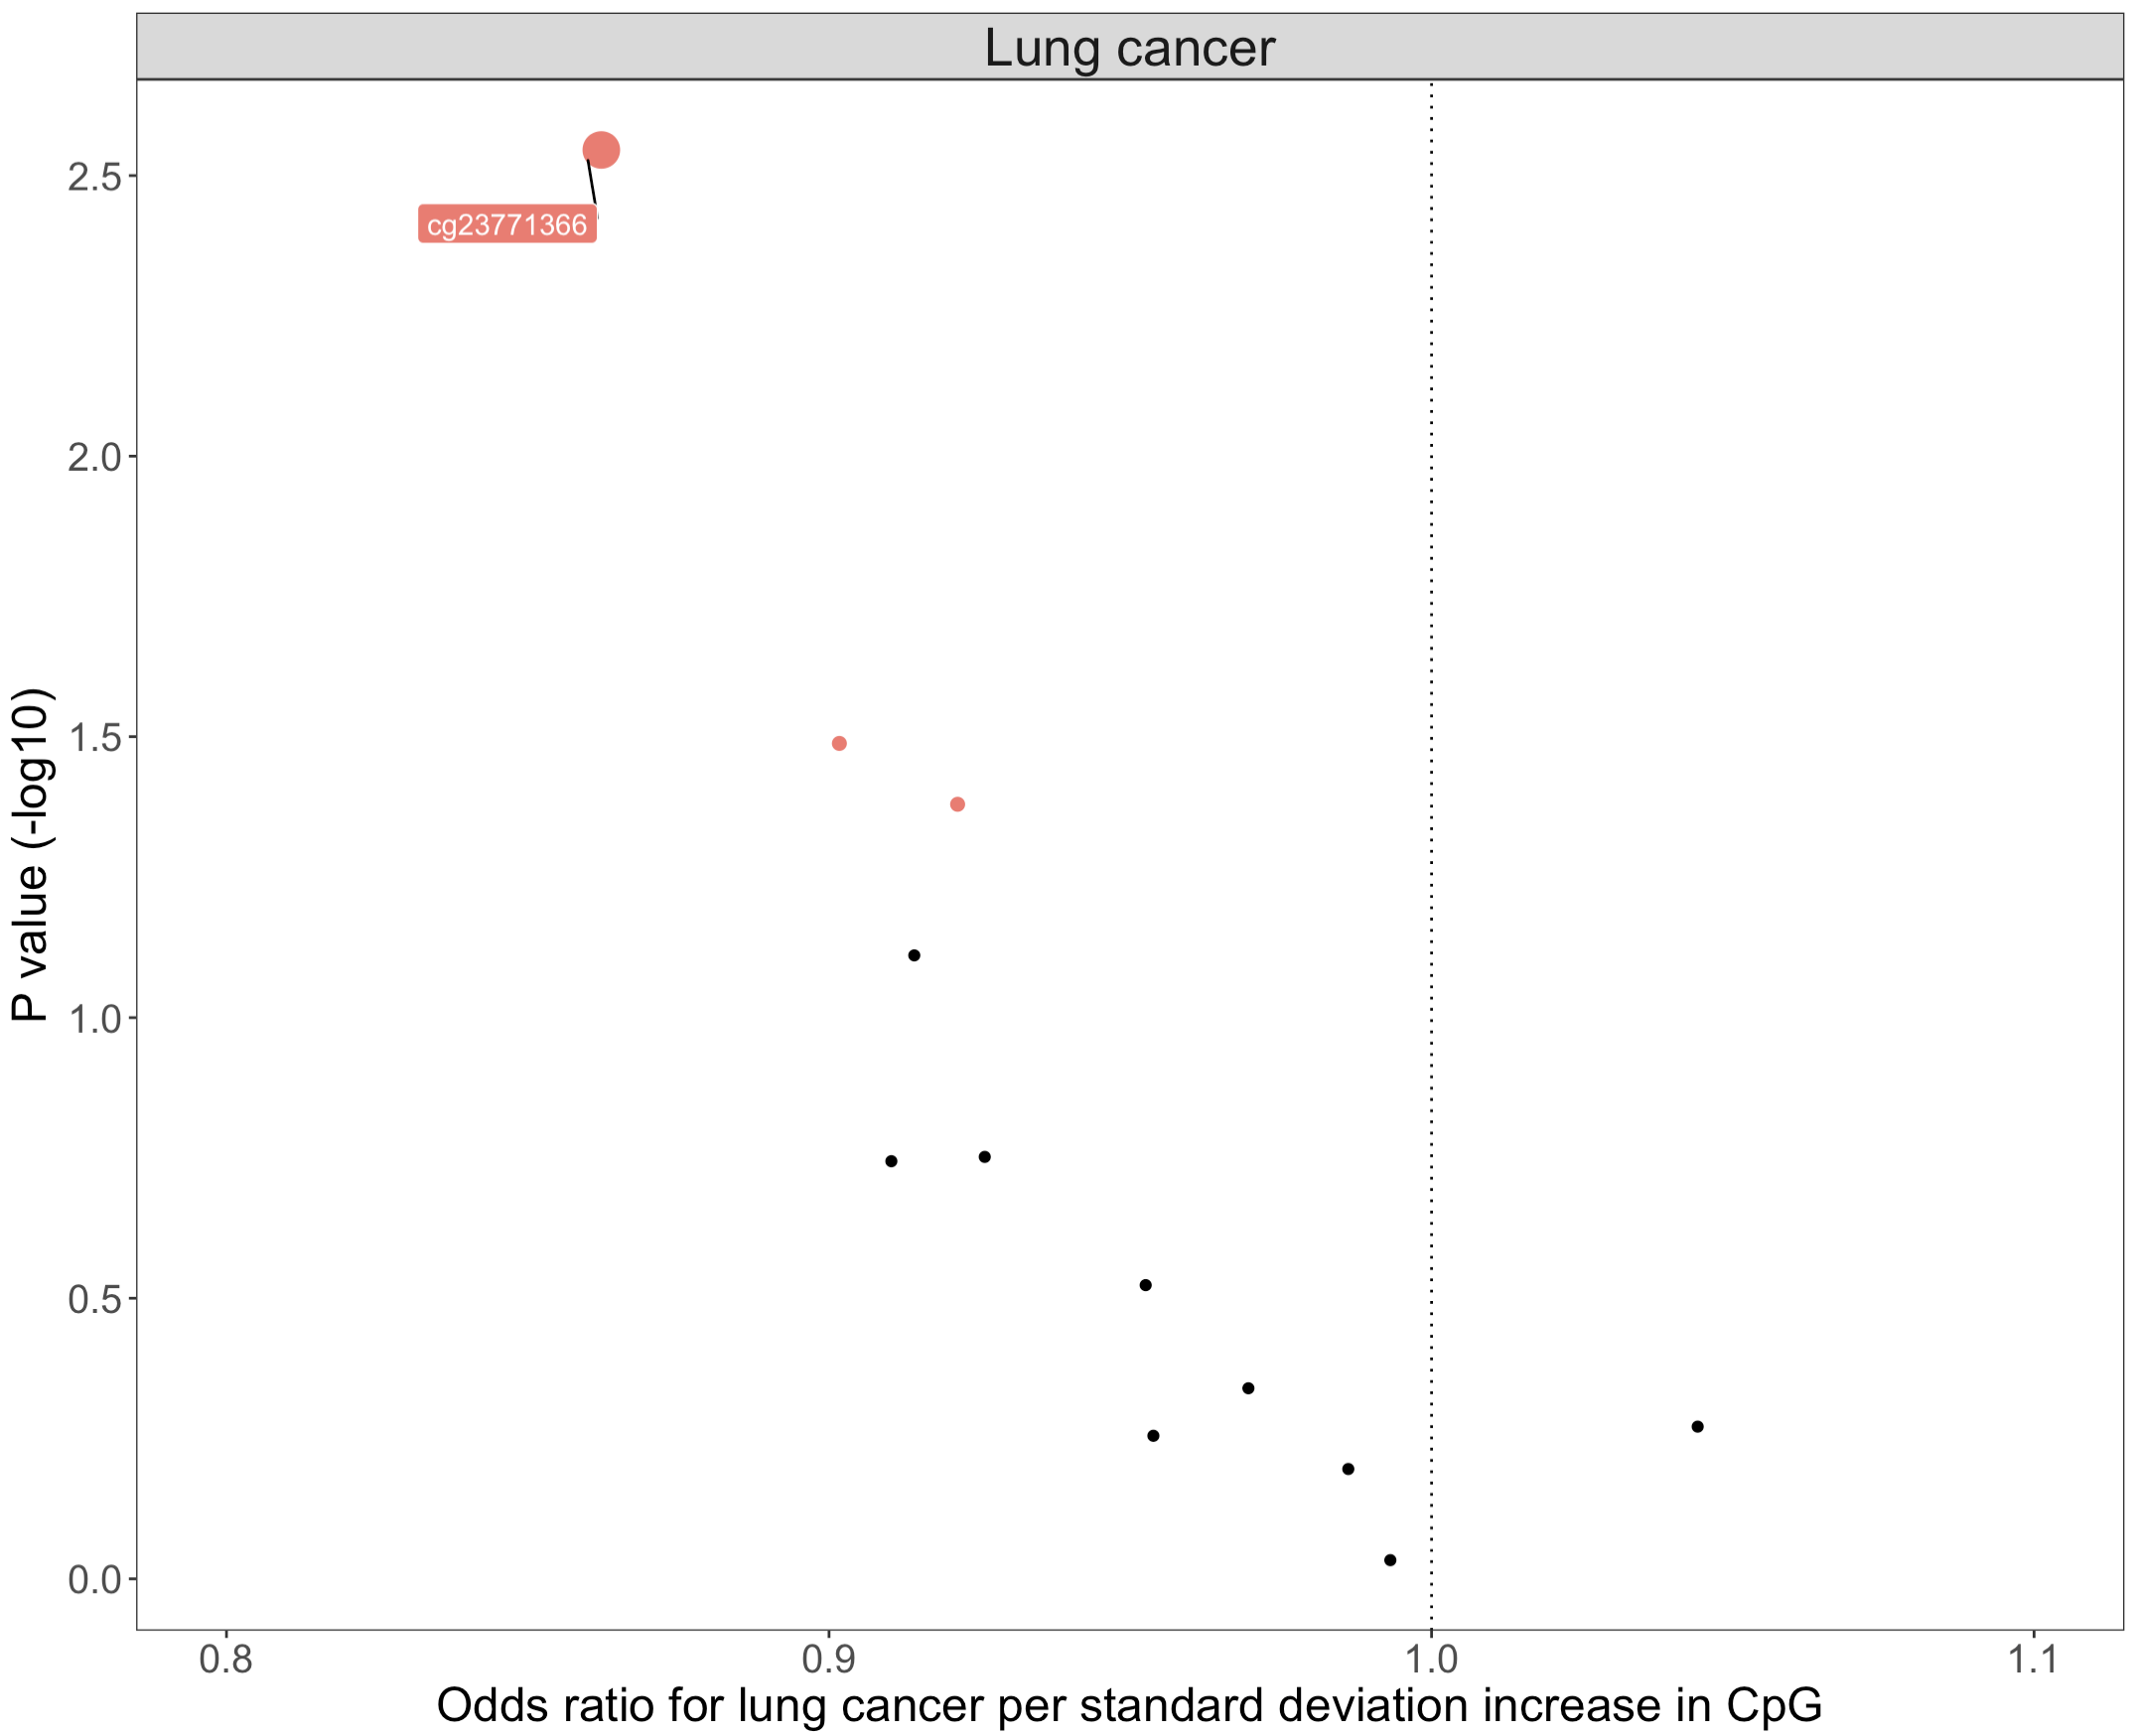 Lung cancer
2.5
cg23771366
2.0
1.5
1.0
0.5
0.0
P value (-log10)
0.8
0.9
1.0
1.1
Odds ratio for lung cancer per standard deviation increase in CpG